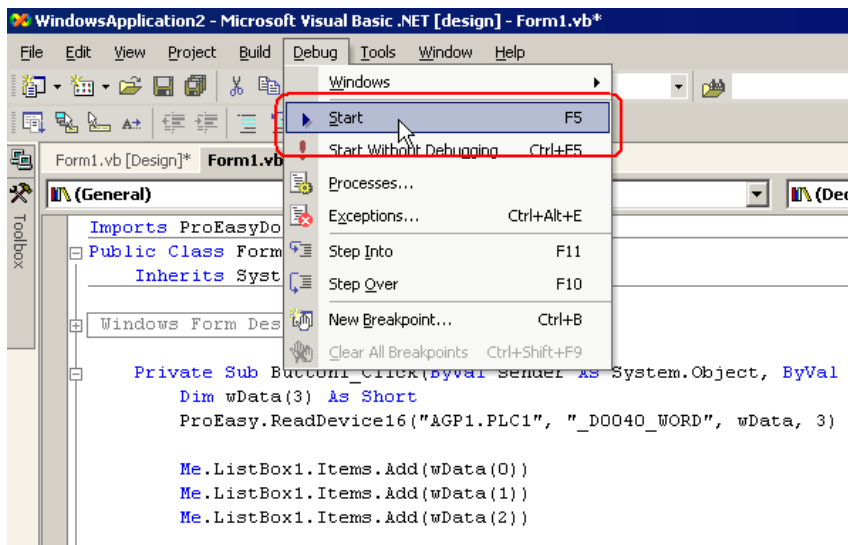 WindowsApplication2 - Microsoft Visual Basic .NET [design] - Form1.vb*
File Edit View Project Build Debug Tools Window Help
Windows
Start F5
Start Without Debugging Ctrl+F5
Form1.vb [Design]* Form1.vb
Processes...
(General) (Dec
Exceptions... Ctrl+Alt+E
Toolbox
Imports ProEasyDo
Public Class Form
Step Into F11
Inherits Syst
Step Over F10
Windows Form Des
New Breakpoint... Ctrl+B
Clear All Breakpoints Ctrl+Shift+F9
Private Sub Button1_Click(ByVal sender As System.Object, ByVal
Dim wData(3) As Short
ProEasy.ReadDevice16("AGP1.PLC1", "_D0040_WORD", wData, 3)
Me.ListBox1.Items.Add(wData(0))
Me.ListBox1.Items.Add(wData(1))
Me.ListBox1.Items.Add(wData(2))